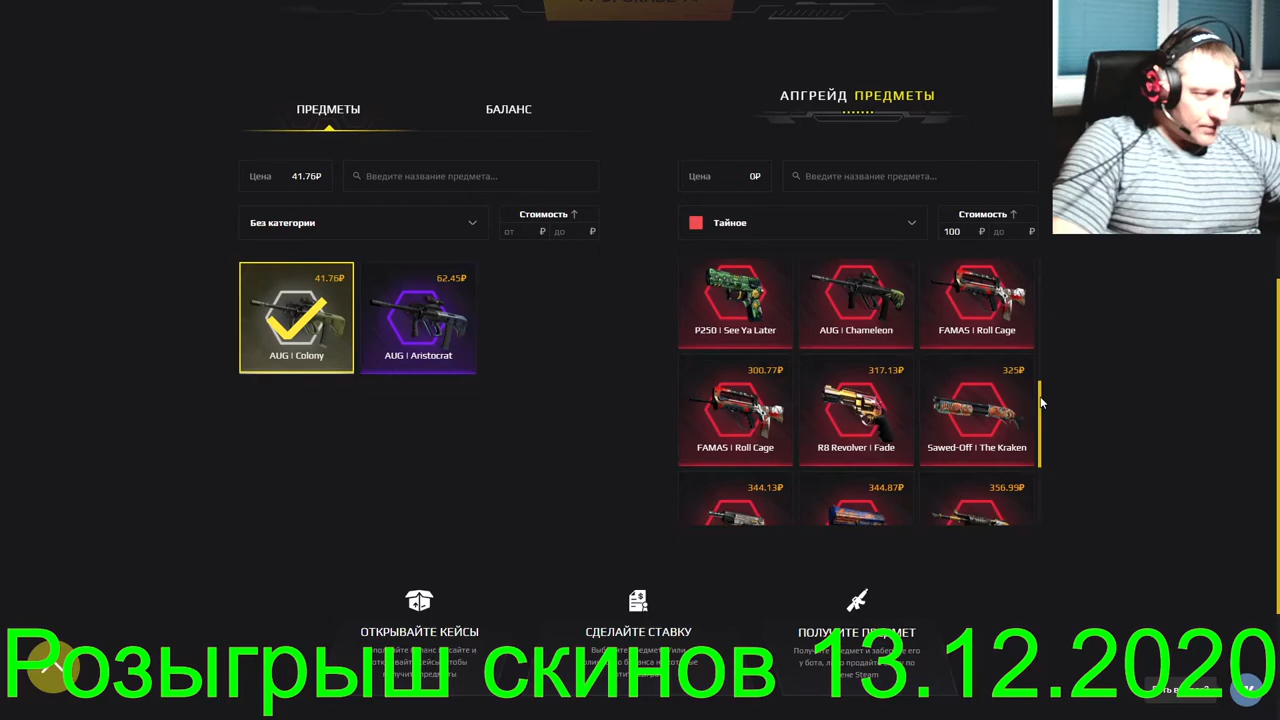 ПРЕДМЕТЫ
БАЛАНС
АПГРЕЙД ПРЕДМЕТЫ
Цена 41.76₽
Введите название предмета...
Цена 0₽
Введите название предмета...
Без категории
Стоимость ↑
от ₽ до ₽
Тайное
Стоимость ↑
100 ₽ до ₽
41.76₽
AUG | Colony
62.45₽
AUG | Aristocrat
P250 | See Ya Later
AUG | Chameleon
FAMAS | Roll Cage
300.77₽
FAMAS | Roll Cage
317.13₽
R8 Revolver | Fade
325₽
Sawed-Off | The Kraken
344.13₽
344.87₽
356.99₽
ОТКРЫВАЙТЕ КЕЙСЫ
СДЕЛАЙТЕ СТАВКУ
ПОЛУЧИТЕ ПРЕДМЕТ
Розыгрыш скинов 13.12.2020